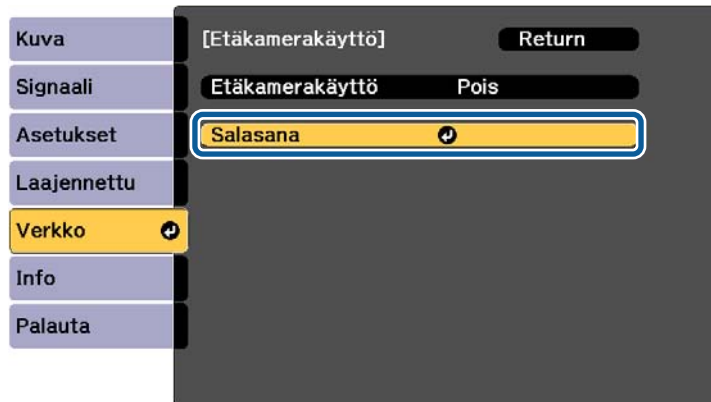 Kuva
Signaali
Asetukset
Laajennettu
Verkko
Info
Palauta
[Etäkamerakäyttö] Return
Etäkamerakäyttö Pois
Salasana